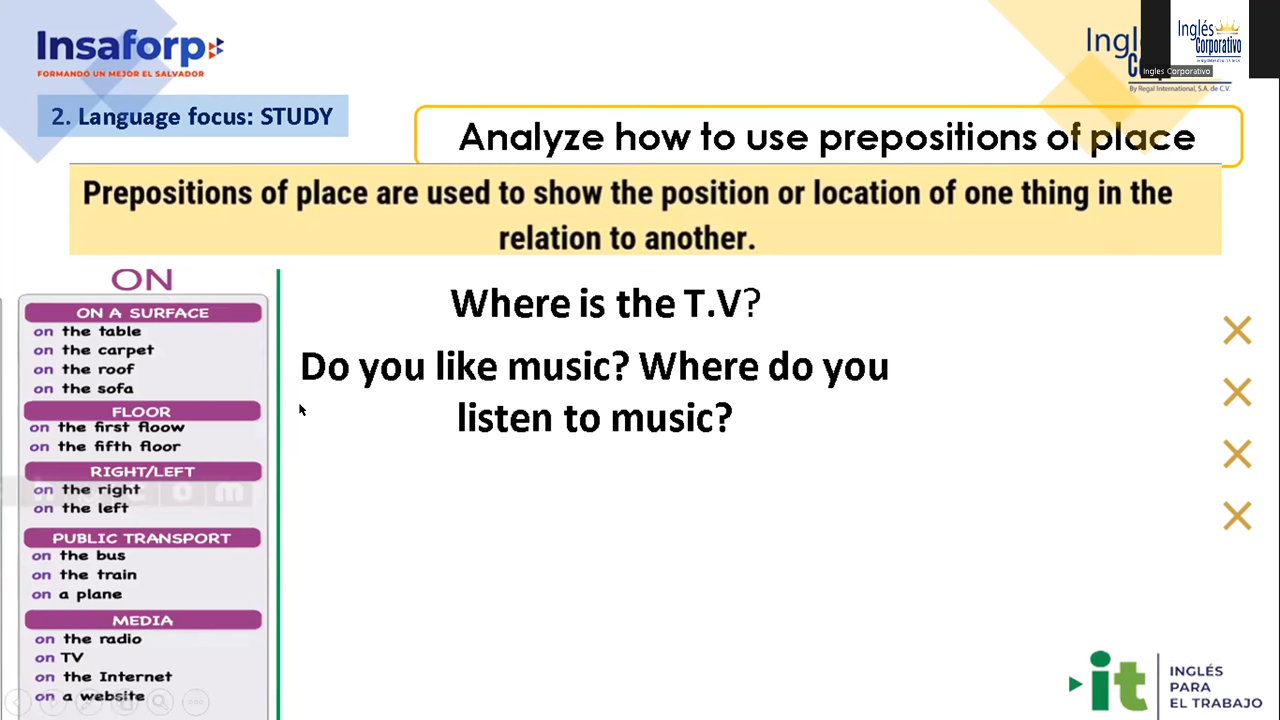 Insaforp
FORMANDO UN MEJOR EL SALVADOR
Inglés
Corporativo
Ingles Corporativo
By Regal International, S.A. de C.V.
2. Language focus: STUDY
Analyze how to use prepositions of place
Prepositions of place are used to show the position or location of one thing in the
relation to another.
ON
ON A SURFACE
on the table
on the carpet
on the roof
on the sofa
FLOOR
on the first floow
on the fifth floor
RIGHT/LEFT
on the right
on the left
PUBLIC TRANSPORT
on the bus
on the train
on a plane
MEDIA
on the radio
on TV
on the Internet
on a website
Where is the T.V?
Do you like music? Where do you
listen to music?
it
INGLÉS
PARA
EL TRABAJO